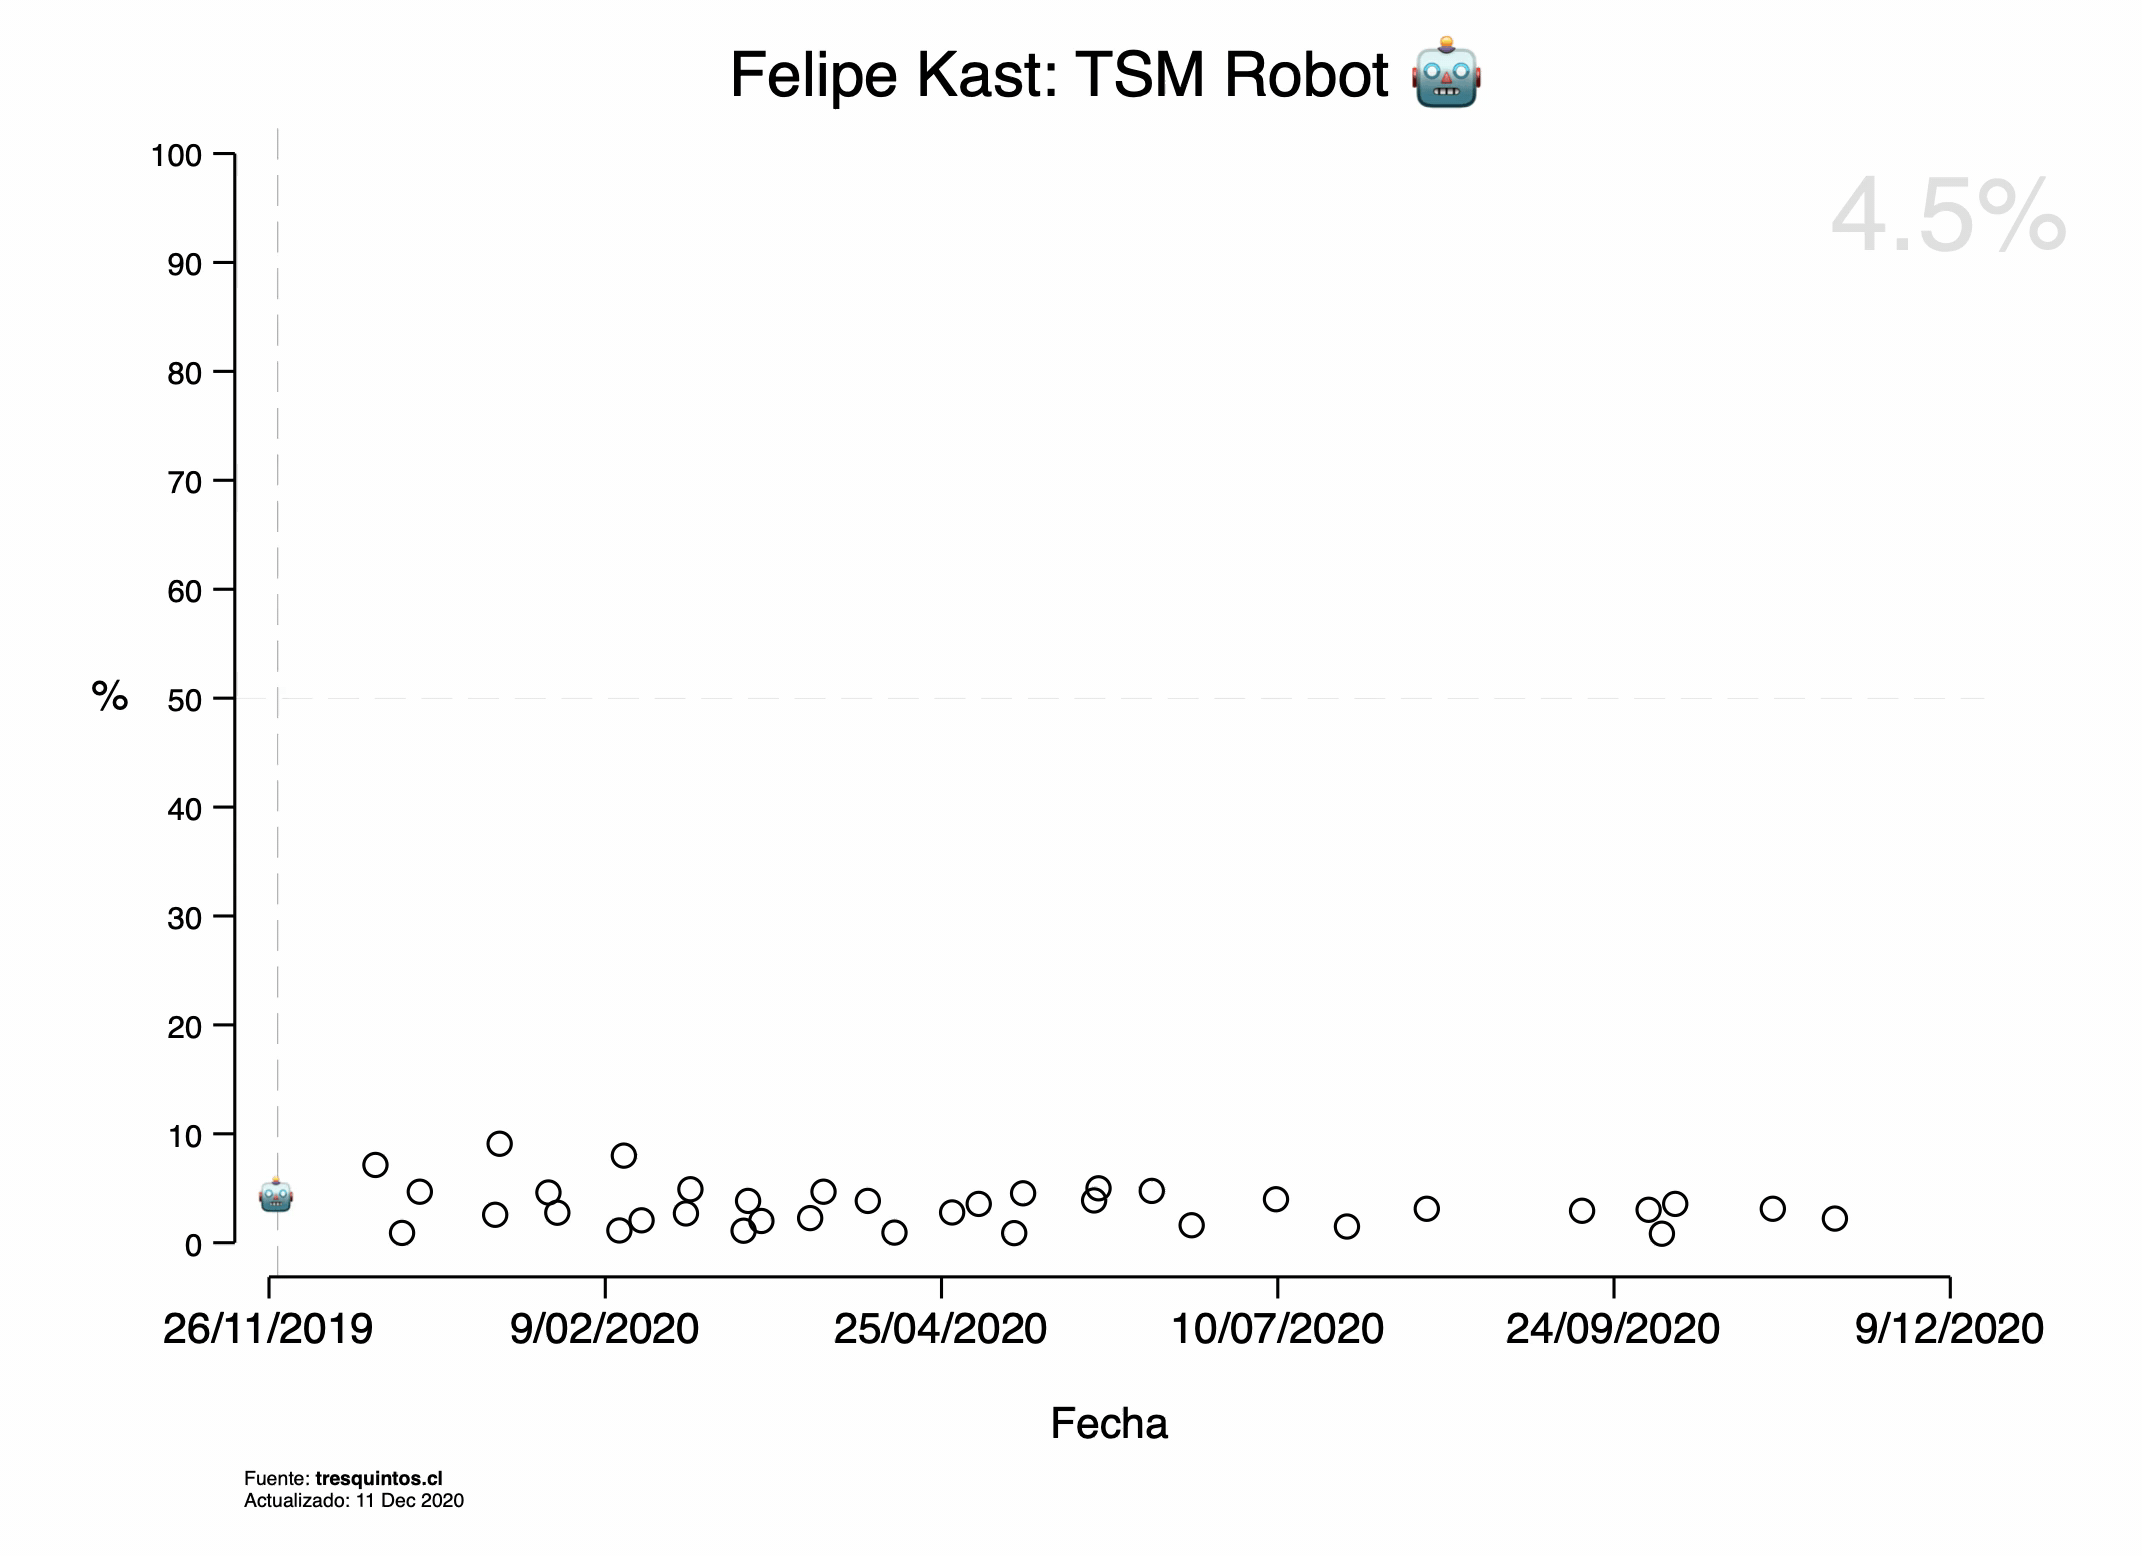 Felipe Kast: TSM Robot 🤖
4.5%
100
90
80
70
60
50
40
30
20
10
0
%
26/11/2019 9/02/2020 25/04/2020 10/07/2020 24/09/2020 9/12/2020
Fecha
Fuente: tresquintos.cl
Actualizado: 11 Dec 2020